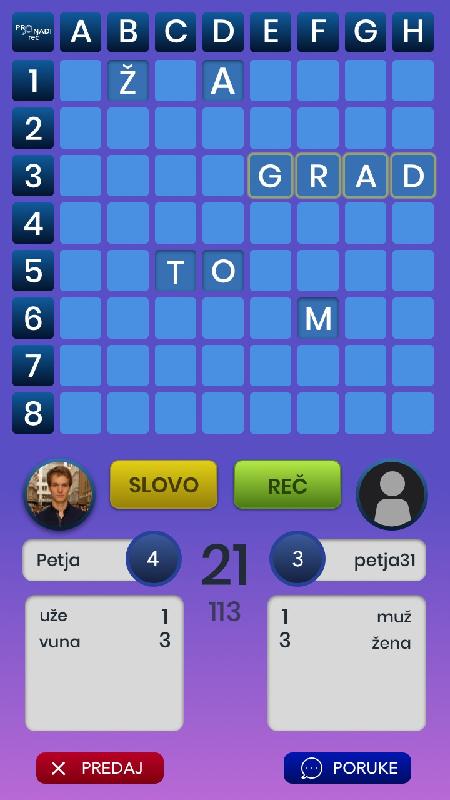 PRONAĐI
REČ
A B C D E F G H
1 Ž A
2
3 G R A D
4
5 T O
6 M
7
8
SLOVO REČ
Petja 4 21 3 petja31
113
uže 1 1 muž
vuna 3 3 žena
PREDAJ PORUKE